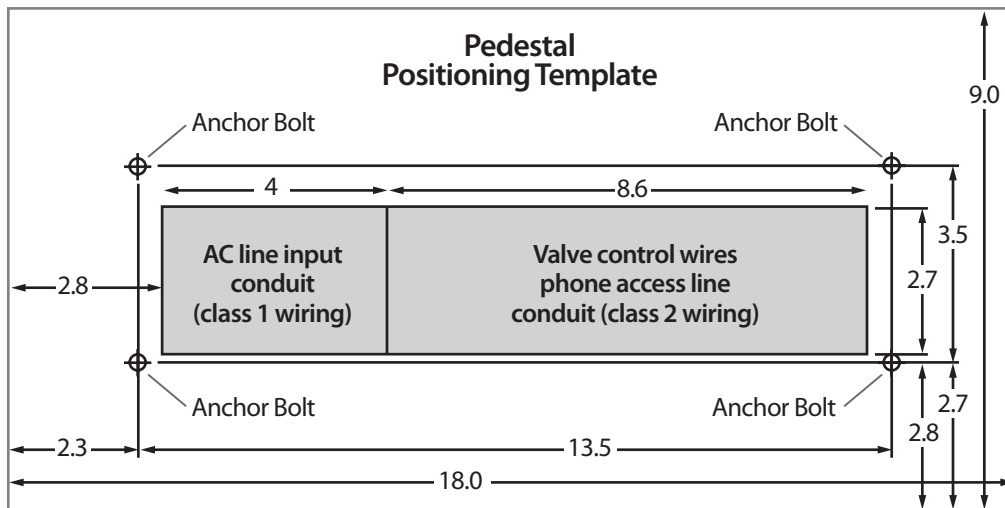 Pedestal
Positioning Template
9.0
Anchor Bolt
Anchor Bolt
4
8.6
3.5
AC line input
conduit
(class 1 wiring)
Valve control wires
phone access line
conduit (class 2 wiring)
2.8
2.7
Anchor Bolt
Anchor Bolt
2.7
2.8
2.3
13.5
18.0